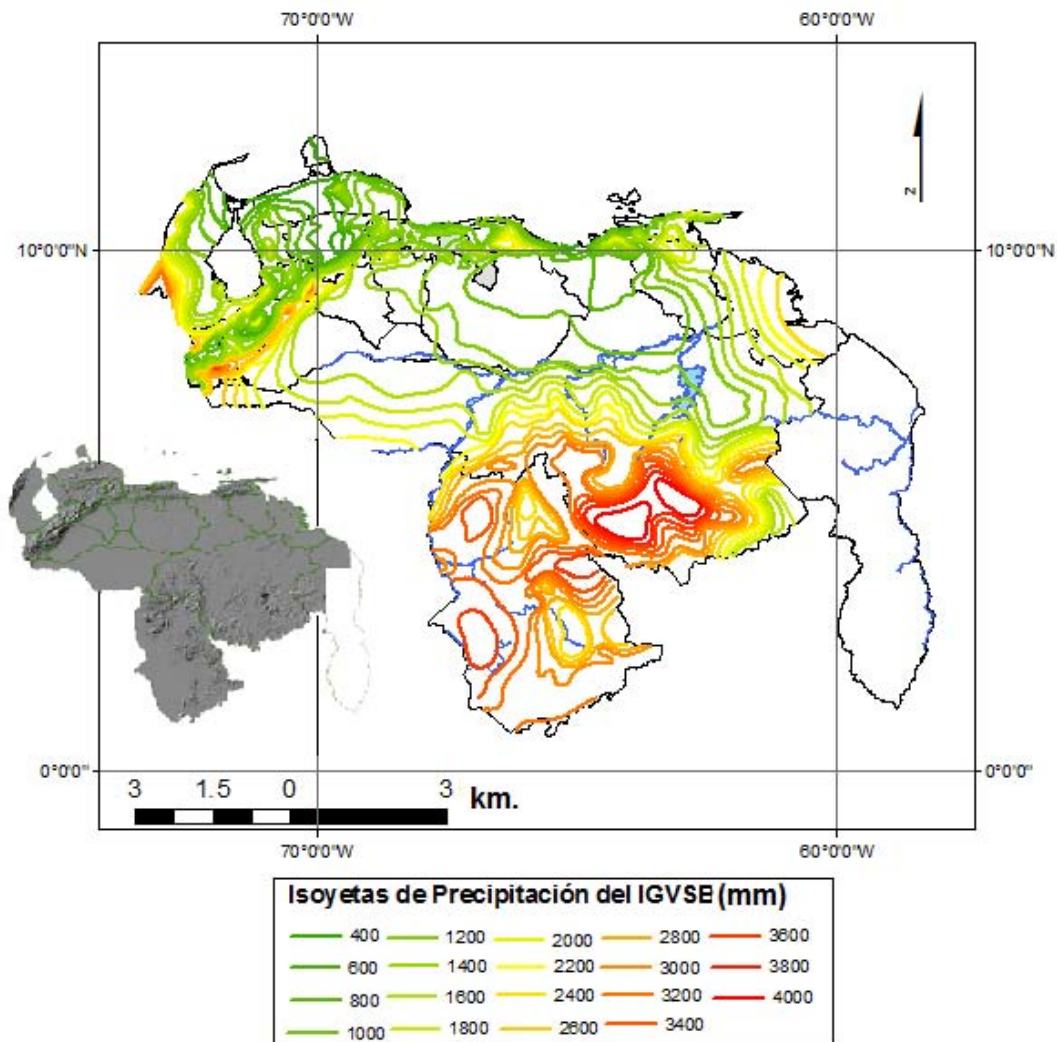 70°0'0"W 60°0'0"W
z
10°0'0"N 10°0'0"N
0°0'0" 0°0'0"
3 1.5 0 3 km.
70°0'0"W 60°0'0"W
Isoyetas de Precipitación del IGVSB (mm)
400 1200 2000 2800 3600
600 1400 2200 3000 3800
800 1600 2400 3200 4000
1000 1800 2600 3400